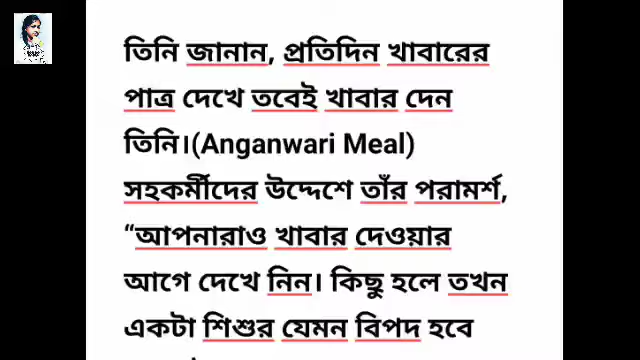 তিনি জানান, প্রতিদিন খাবারের
পাত্র দেখে তবেই খাবার দেন
তিনি।(Anganwari Meal)
সহকর্মীদের উদ্দেশে তাঁর পরামর্শ,
“আপনারাও খাবার দেওয়ার
আগে দেখে নিন। কিছু হলে তখন
একটা শিশুর যেমন বিপদ হবে